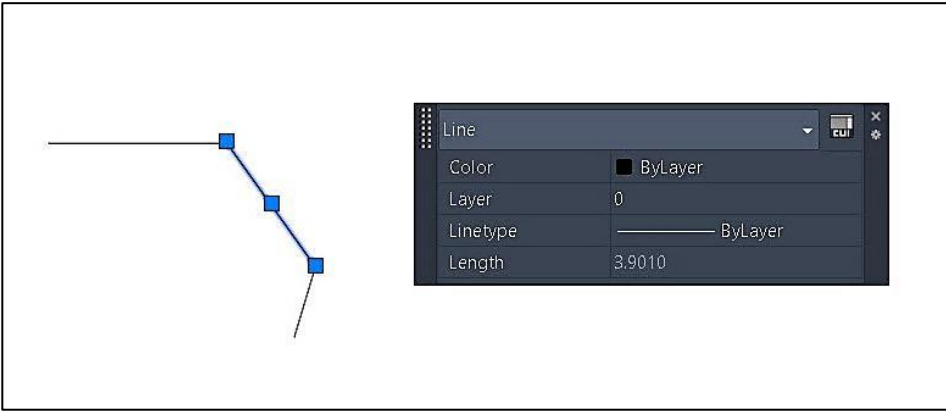 Line
CUI
Color ByLayer
Layer 0
Linetype ByLayer
Length 3.9010